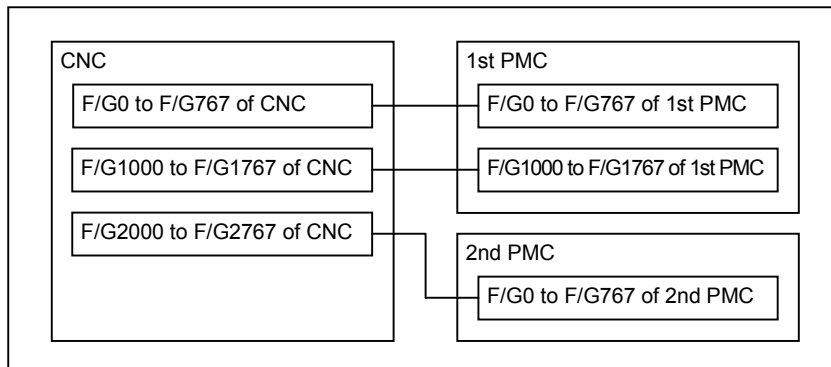 CNC
F/G0 to F/G767 of CNC
F/G1000 to F/G1767 of CNC
F/G2000 to F/G2767 of CNC
1st PMC
F/G0 to F/G767 of 1st PMC
F/G1000 to F/G1767 of 1st PMC
2nd PMC
F/G0 to F/G767 of 2nd PMC